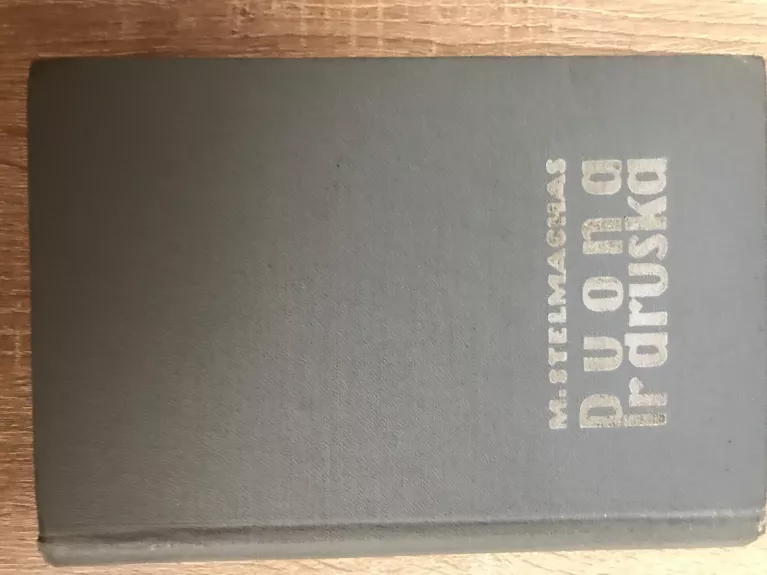 M. STELMACHAS
Duona
Ir druska